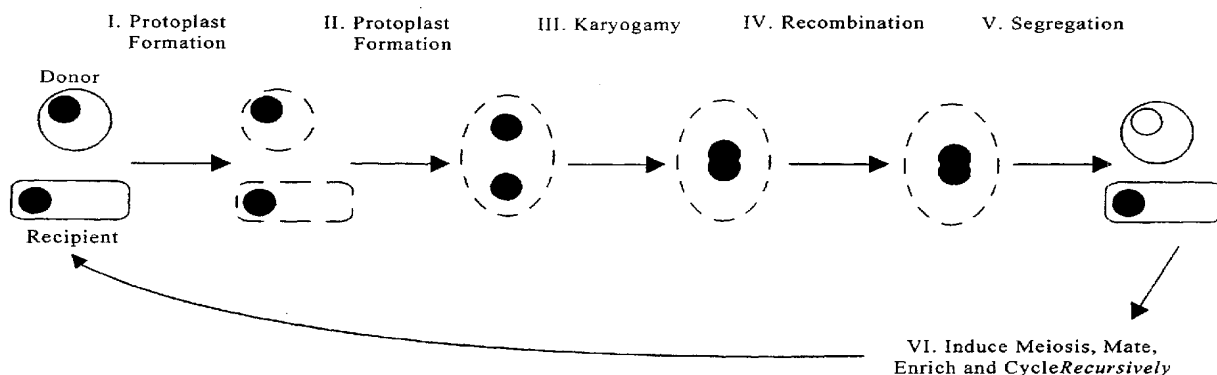 I. Protoplast
Formation
II. Protoplast
Formation
III. Karyogamy
IV. Recombination
V. Segregation
Donor
Recipient
VI. Induce Meiosis, Mate,
Enrich and CycleRecursively